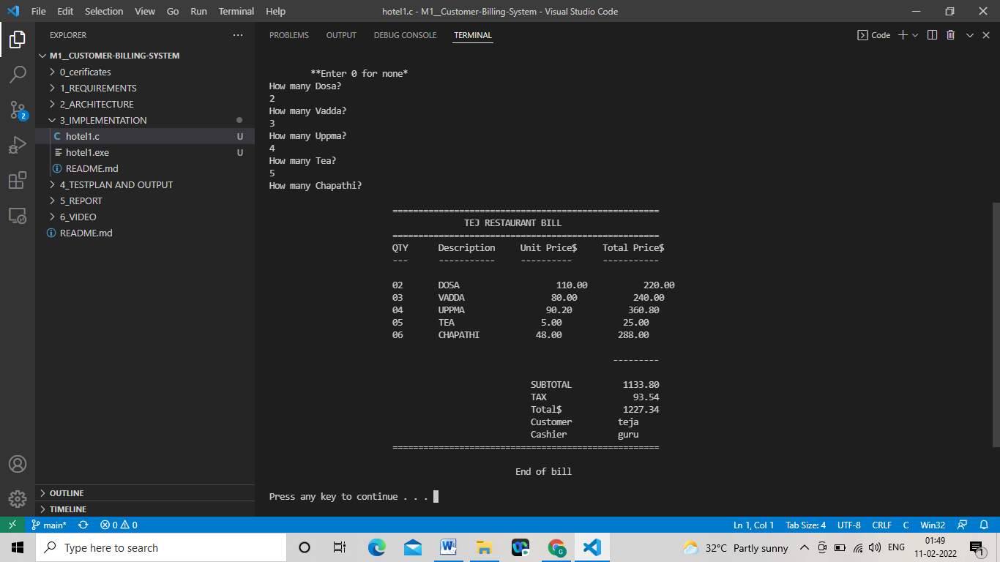 File Edit Selection View Go Run Terminal Help hotel1.c - M1__Customer-Billing-System - Visual Studio Code
EXPLORER ...
M1__CUSTOMER-BILLING-SYSTEM
0_cerificates
1_REQUIREMENTS
2_ARCHITECTURE
3_IMPLEMENTATION
C hotel1.c U
hotel1.exe U
README.md
4_TESTPLAN AND OUTPUT
5_REPORT
6_VIDEO
README.md
2
OUTLINE
TIMELINE
PROBLEMS OUTPUT DEBUG CONSOLE TERMINAL Code
**Enter 0 for none*
How many Dosa?
2
How many Vadda?
3
How many Uppma?
4
How many Tea?
5
How many Chapathi?
====================================================
TEJ RESTAURANT BILL
====================================================
QTY Description Unit Price$ Total Price$
--- ----------- ---------- -----------
02 DOSA 110.00 220.00
03 VADDA 80.00 240.00
04 UPPMA 90.20 360.80
05 TEA 5.00 25.00
06 CHAPATHI 48.00 288.00
---------
SUBTOTAL 1133.80
TAX 93.54
Total$ 1227.34
Customer teja
Cashier guru
====================================================
End of bill
Press any key to continue . . .
main* 0 0 Ln 1, Col 1 Tab Size: 4 UTF-8 CRLF C Win32
Type here to search 32°C Partly sunny ENG 01:49
11-02-2022 1